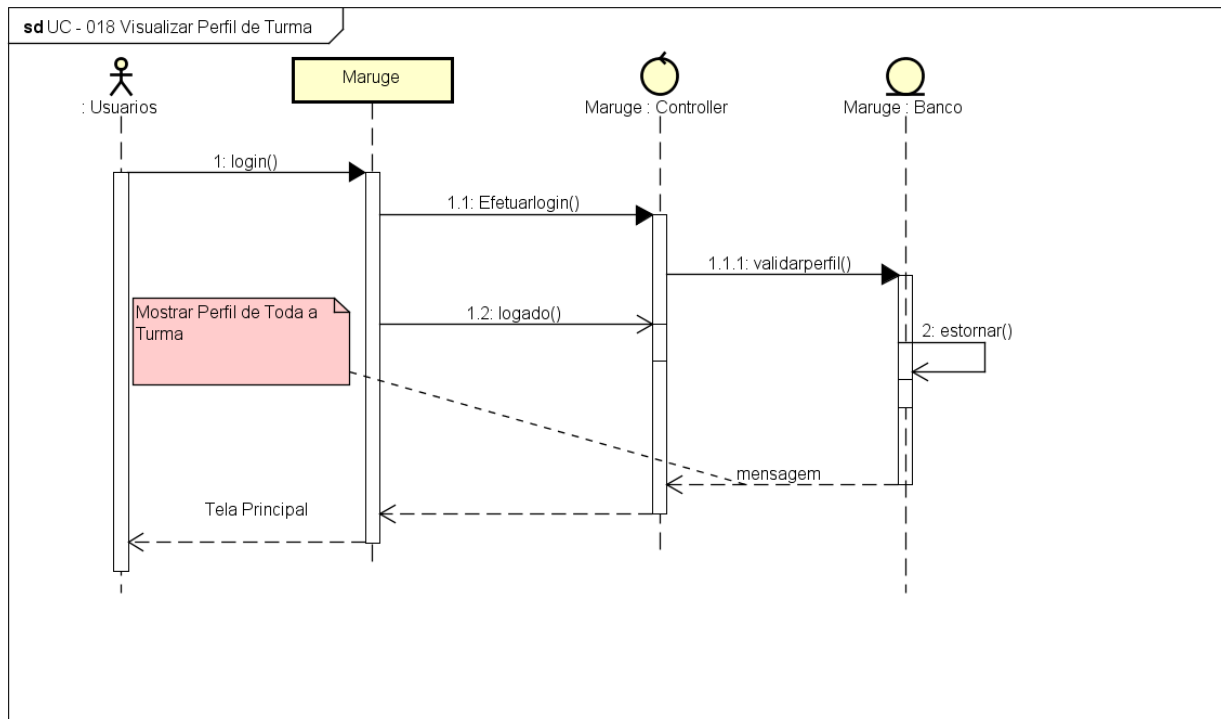 sd UC - 018 Visualizar Perfil de Turma
: Usuarios
Maruge
Maruge : Controller
Maruge : Banco
1: login()
1.1: Efetuarlogin()
1.1.1: validarperfil()
Mostrar Perfil de Toda a
Turma
1.2: logado()
2: estornar()
mensagem
Tela Principal